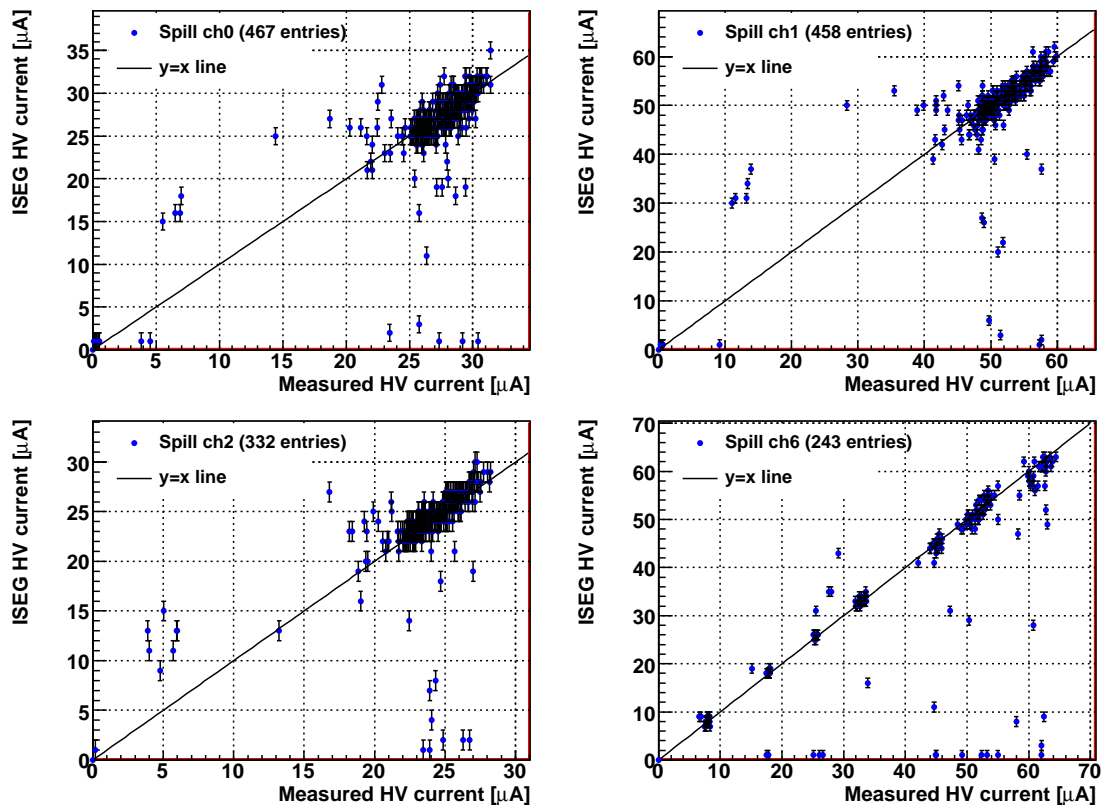 ISEG HV current [μA]
35
30
25
20
15
10
5
0
Spill ch0 (467 entries)
y=x line
0 5 10 15 20 25 30
Measured HV current [μA]
ISEG HV current [μA]
60
50
40
30
20
10
0
Spill ch1 (458 entries)
y=x line
0 10 20 30 40 50 60
Measured HV current [μA]
ISEG HV current [μA]
30
25
20
15
10
5
0
Spill ch2 (332 entries)
y=x line
0 5 10 15 20 25 30
Measured HV current [μA]
ISEG HV current [μA]
70
60
50
40
30
20
10
0
Spill ch6 (243 entries)
y=x line
0 10 20 30 40 50 60 70
Measured HV current [μA]